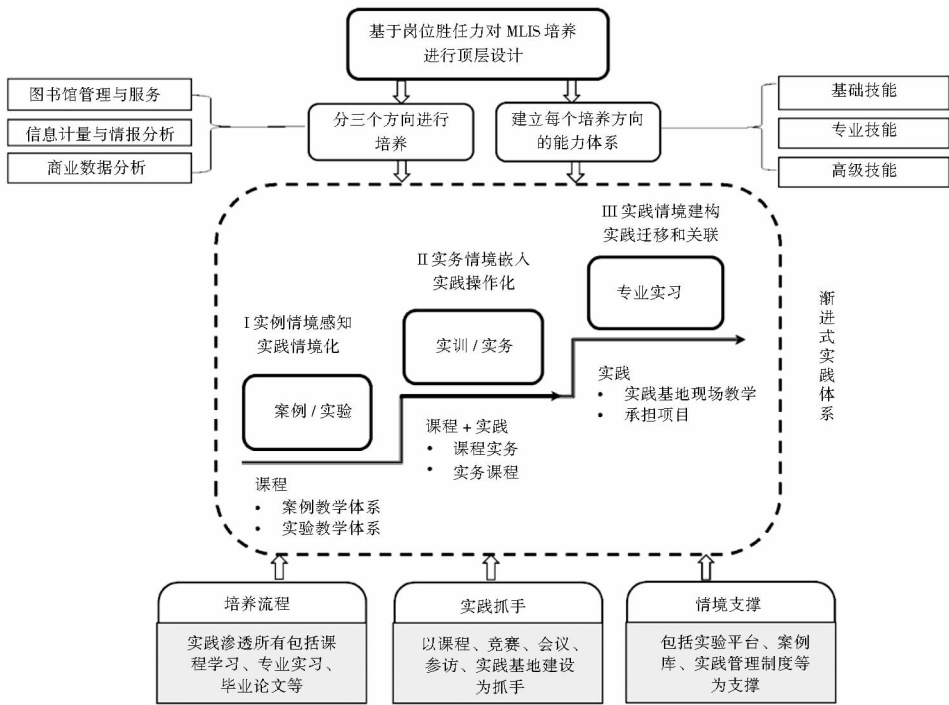 基于岗位胜任力对 MLIS 培养
进行顶层设计
图书馆管理与服务
信息计量与情报分析
商业数据分析
分三个方向进行
培养
建立每个培养方向
的能力体系
基础技能
专业技能
高级技能
III 实践情境建构
实践迁移和关联
专业实习
II 实务情境嵌入
实践操作化
实训 / 实务
I 实例情境感知
实践情境化
案例 / 实验
课程
• 案例教学体系
• 实验教学体系
课程 + 实践
• 课程实务
• 实务课程
实践
• 实践基地现场教学
• 承担项目
渐进式实践体系
培养流程
实践渗透所有包括课
程学习、专业实习、
毕业论文等
实践抓手
以课程、竞赛、会议、
参访、实践基地建设
为抓手
情境支撑
包括实验平台、案例
库、实践管理制度等
为支撑